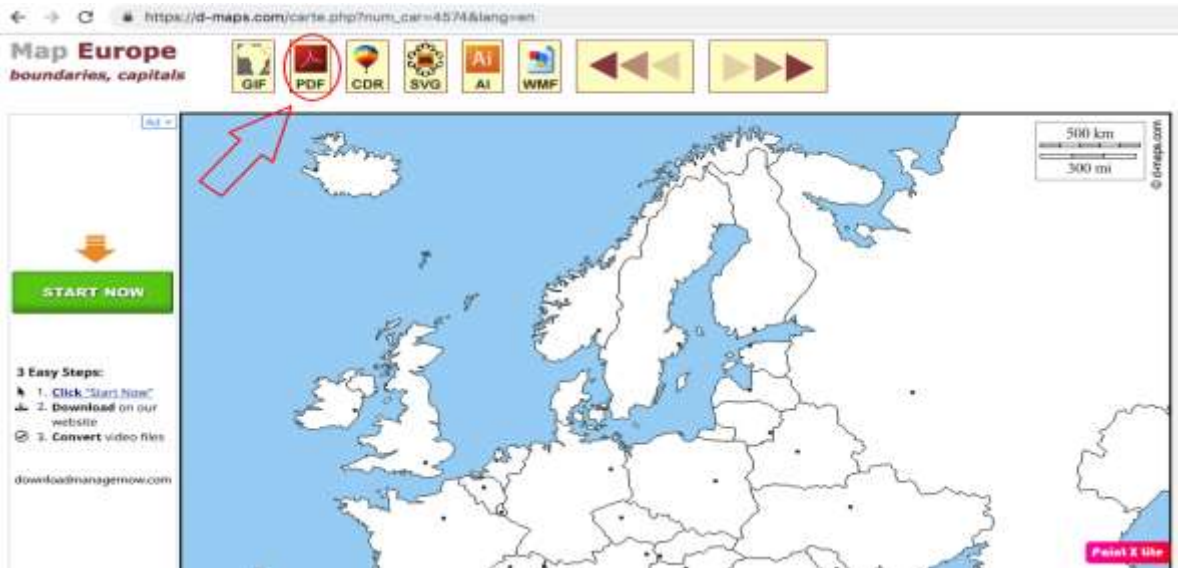 https://d-maps.com/carte.php?num_car=4574&lang=en
Map Europe
boundaries, capitals
GIF
PDF
CDR
SVG
Ai
AI
WMF
Ad
500 km
300 mi
© d-maps.com
START NOW
3 Easy Steps:
1. Click "Start Now"
2. Download on our
website
3. Convert video files
downloadmanagernow.com
Paint X lite